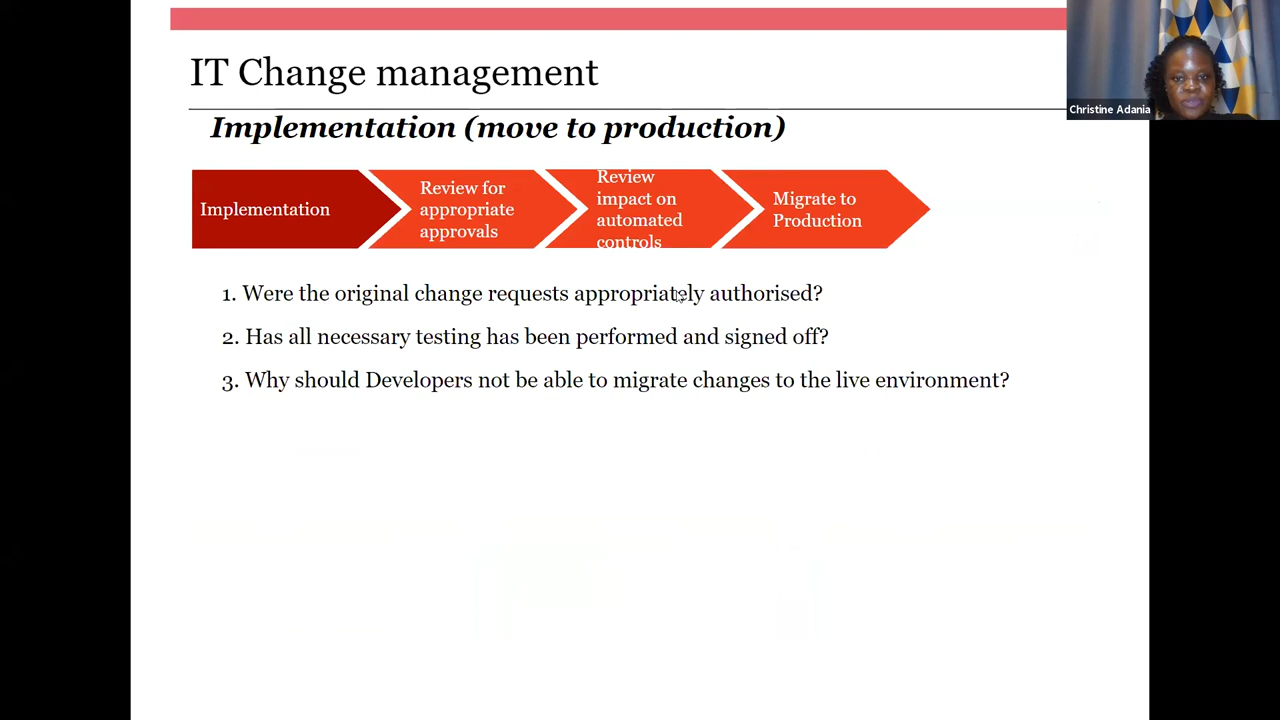 IT Change management
Christine Adania
Implementation (move to production)
Implementation
Review for
appropriate
approvals
Review
impact on
automated
controls
Migrate to
Production
1. Were the original change requests appropriately authorised?
2. Has all necessary testing has been performed and signed off?
3. Why should Developers not be able to migrate changes to the live environment?